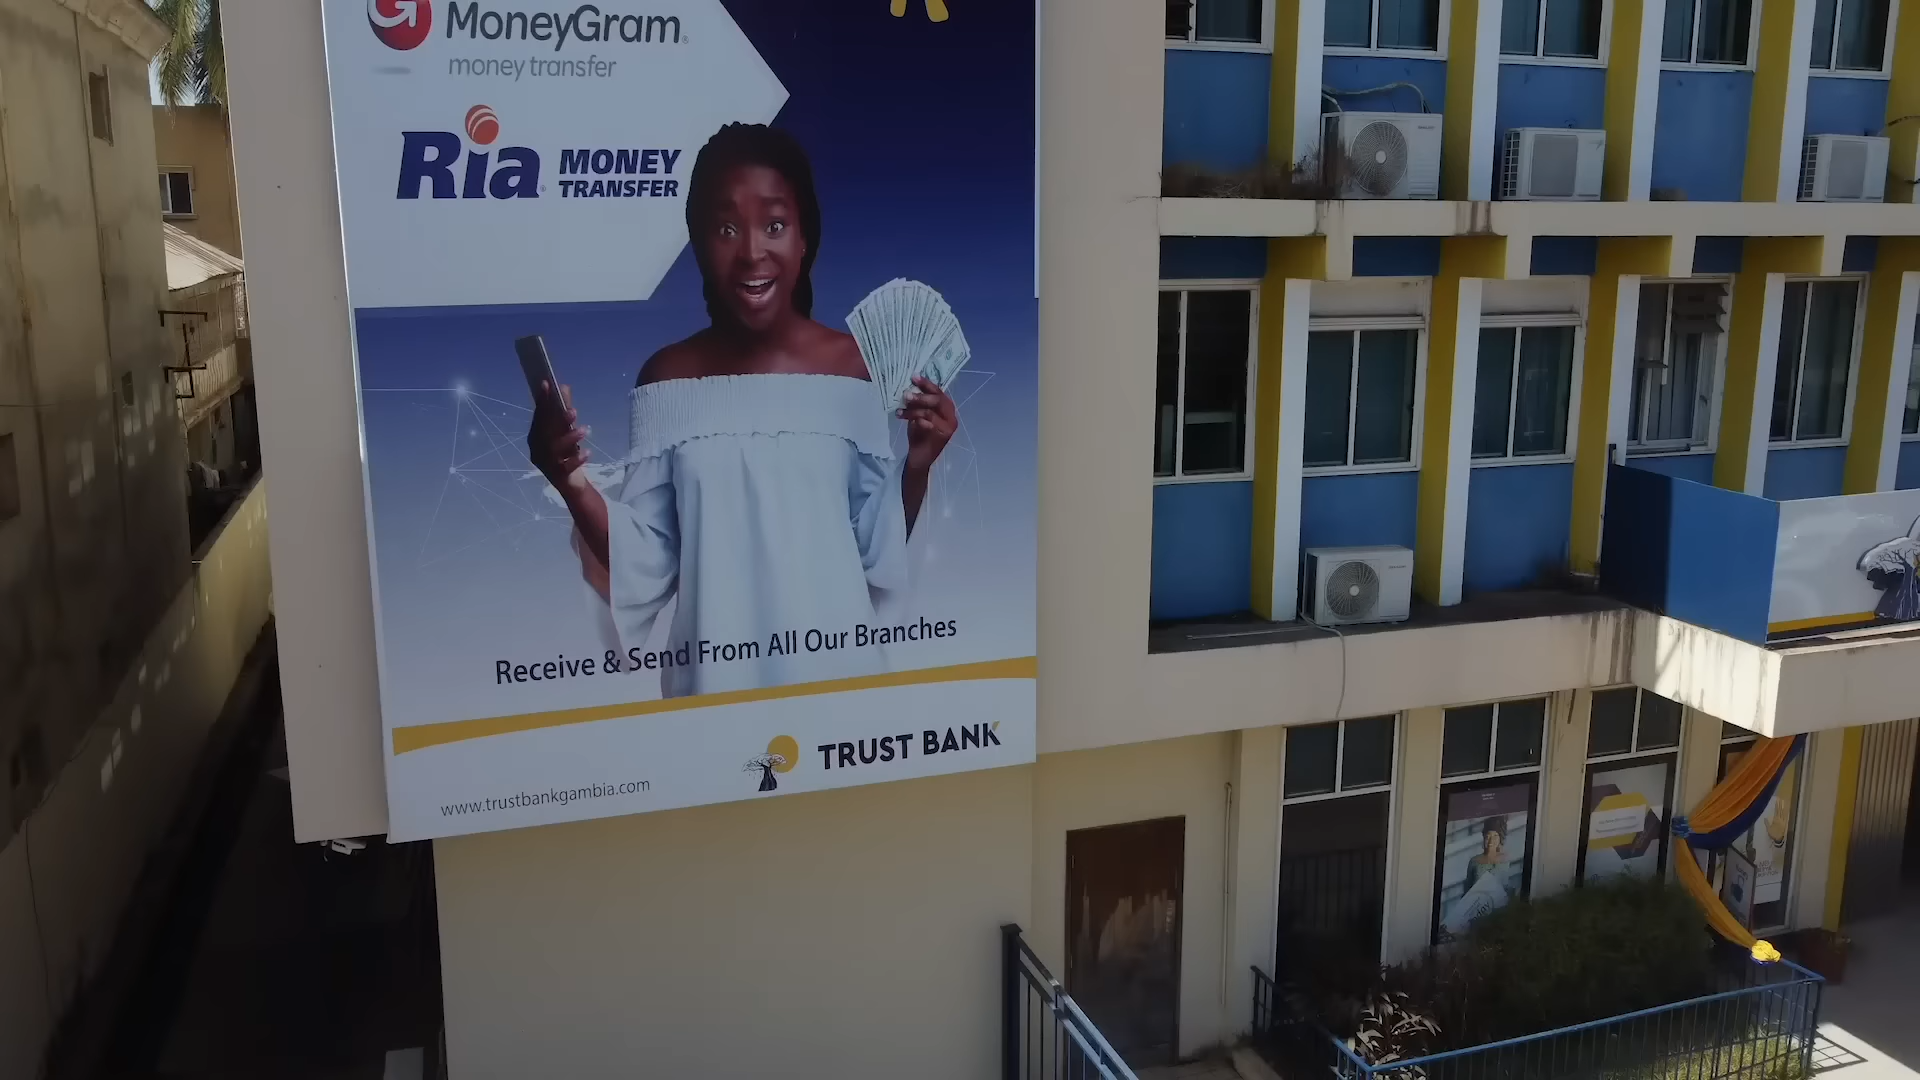 MoneyGram
money transfer
Ria MONEY
TRANSFER
Receive & Send From All Our Branches
TRUST BANK
www.trustbankgambia.com